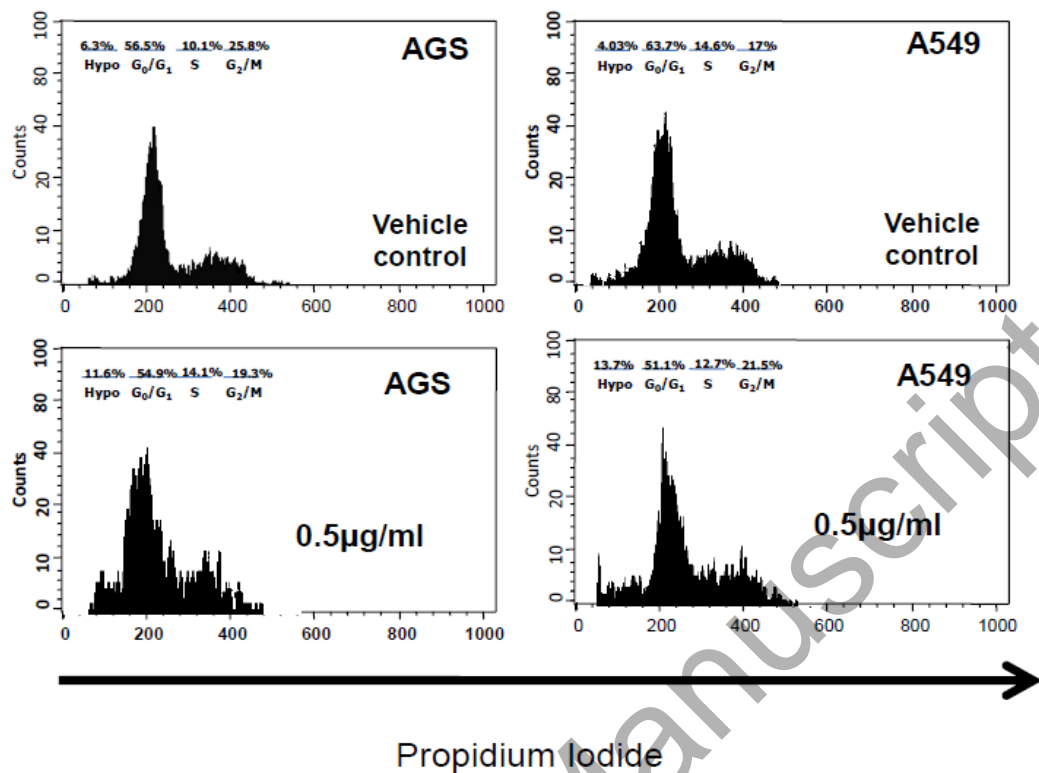 100
80
40
20
10
0
Counts
6.3% 56.5% 10.1% 25.8%
Hypo G₀/G₁ S G₂/M
AGS
Vehicle
control
0 200 400 600 800 1000
100
80
40
20
10
0
Counts
4.03% 63.7% 14.6% 17%
Hypo G₀/G₁ S G₂/M
A549
Vehicle
control
0 200 400 600 800 1000
100
80
40
20
10
0
Counts
11.6% 54.9% 14.1% 19.3%
Hypo G₀/G₁ S G₂/M
AGS
0.5µg/ml
0 200 400 600 800 1000
100
80
40
20
10
0
Counts
13.7% 51.1% 12.7% 21.5%
Hypo G₀/G₁ S G₂/M
A549
0.5µg/ml
0 200 400 600 800 1000
Propidium Iodide
Manuscript